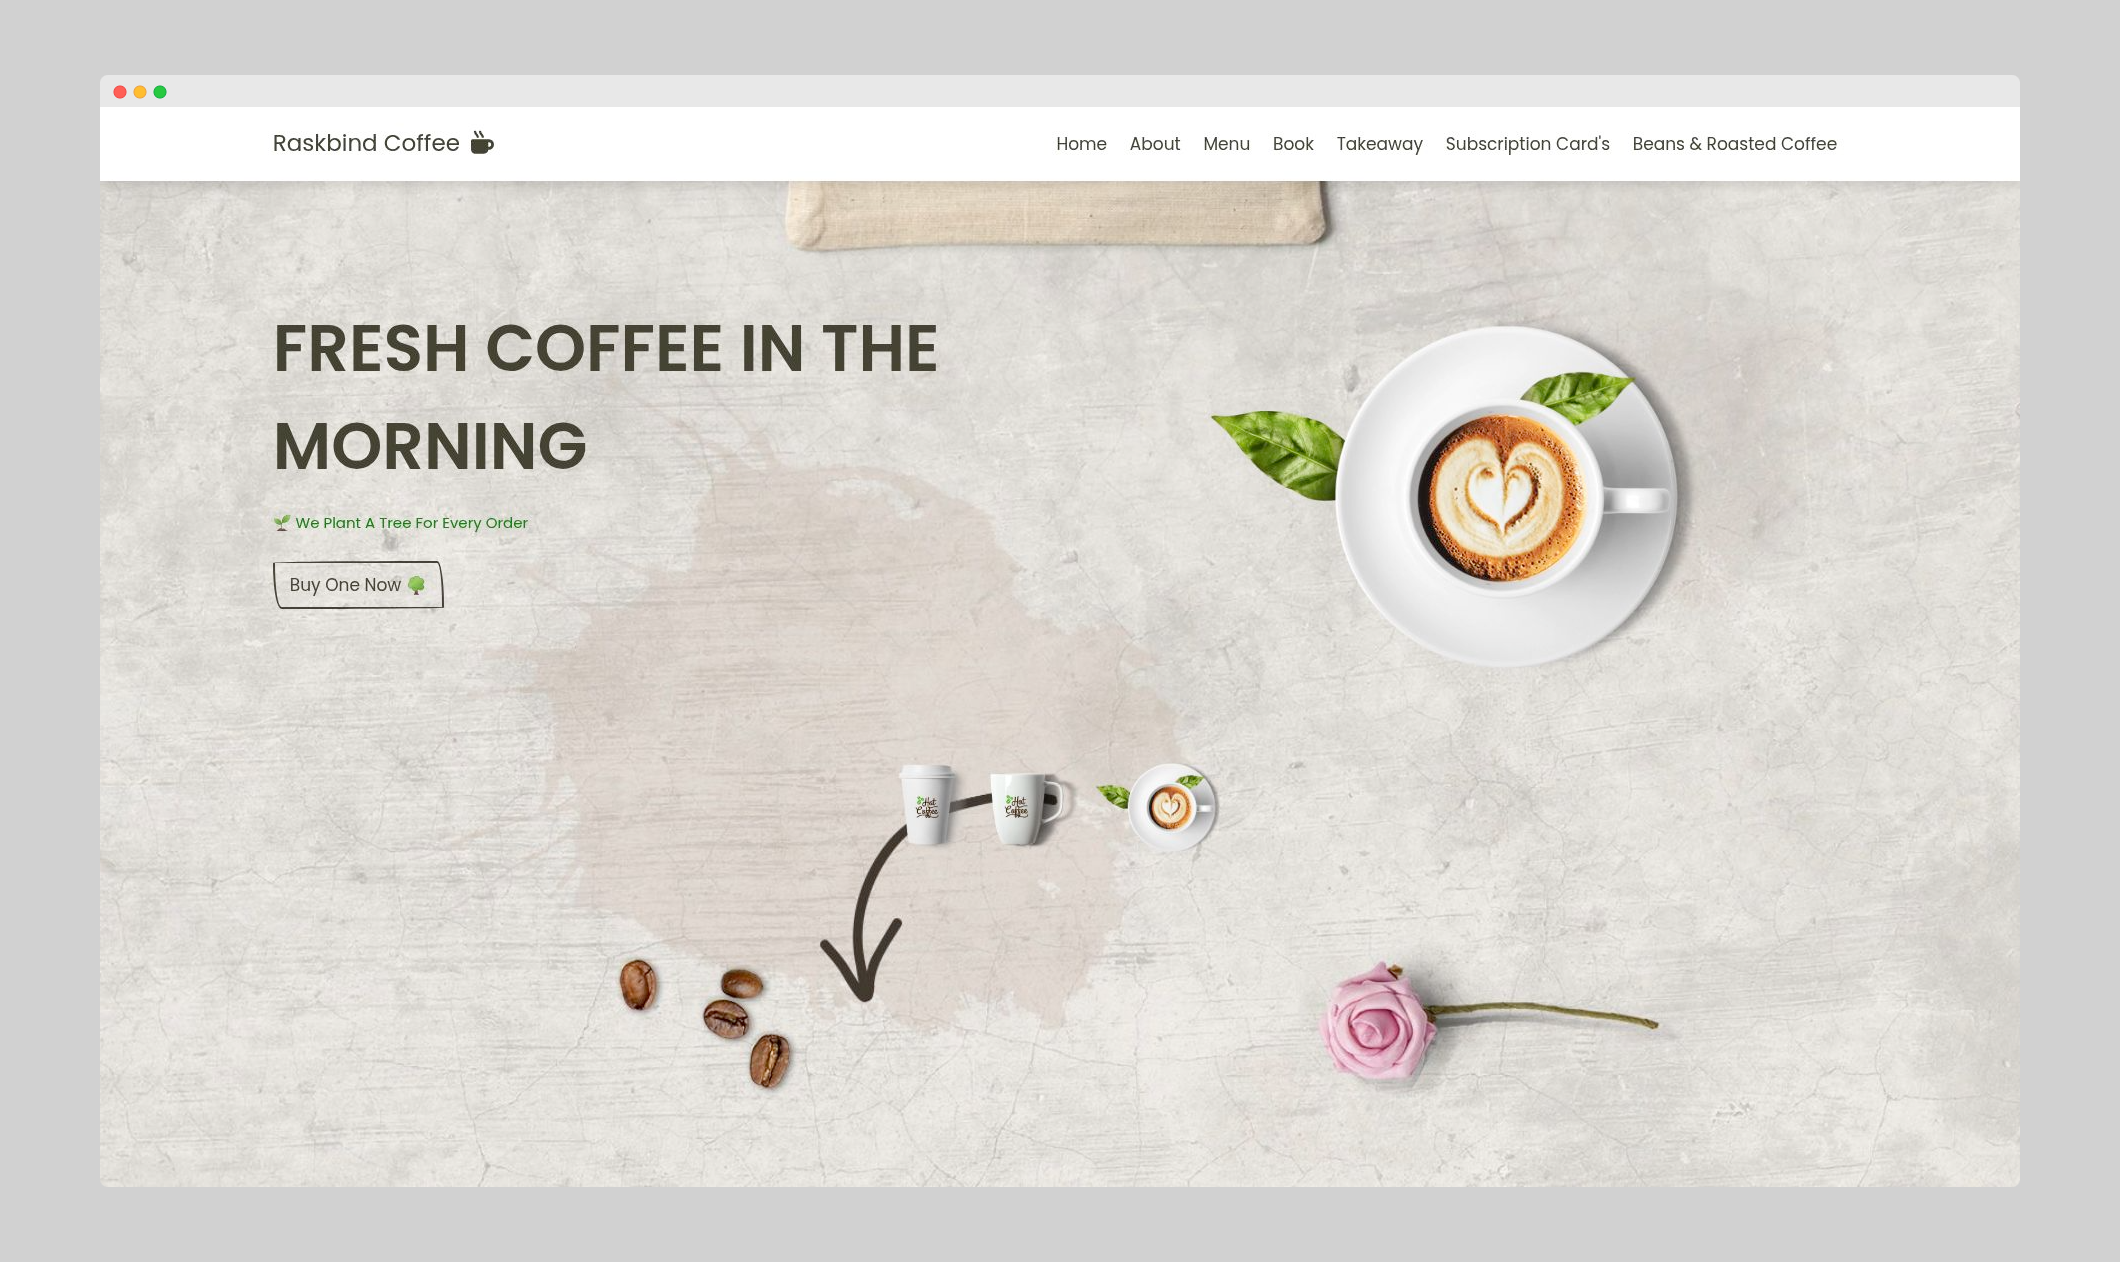 Raskbind Coffee
Home About Menu Book Takeaway Subscription Card's Beans & Roasted Coffee
FRESH COFFEE IN THE
MORNING
We Plant A Tree For Every Order
Buy One Now
Hot
Coffee
Hot
Coffee